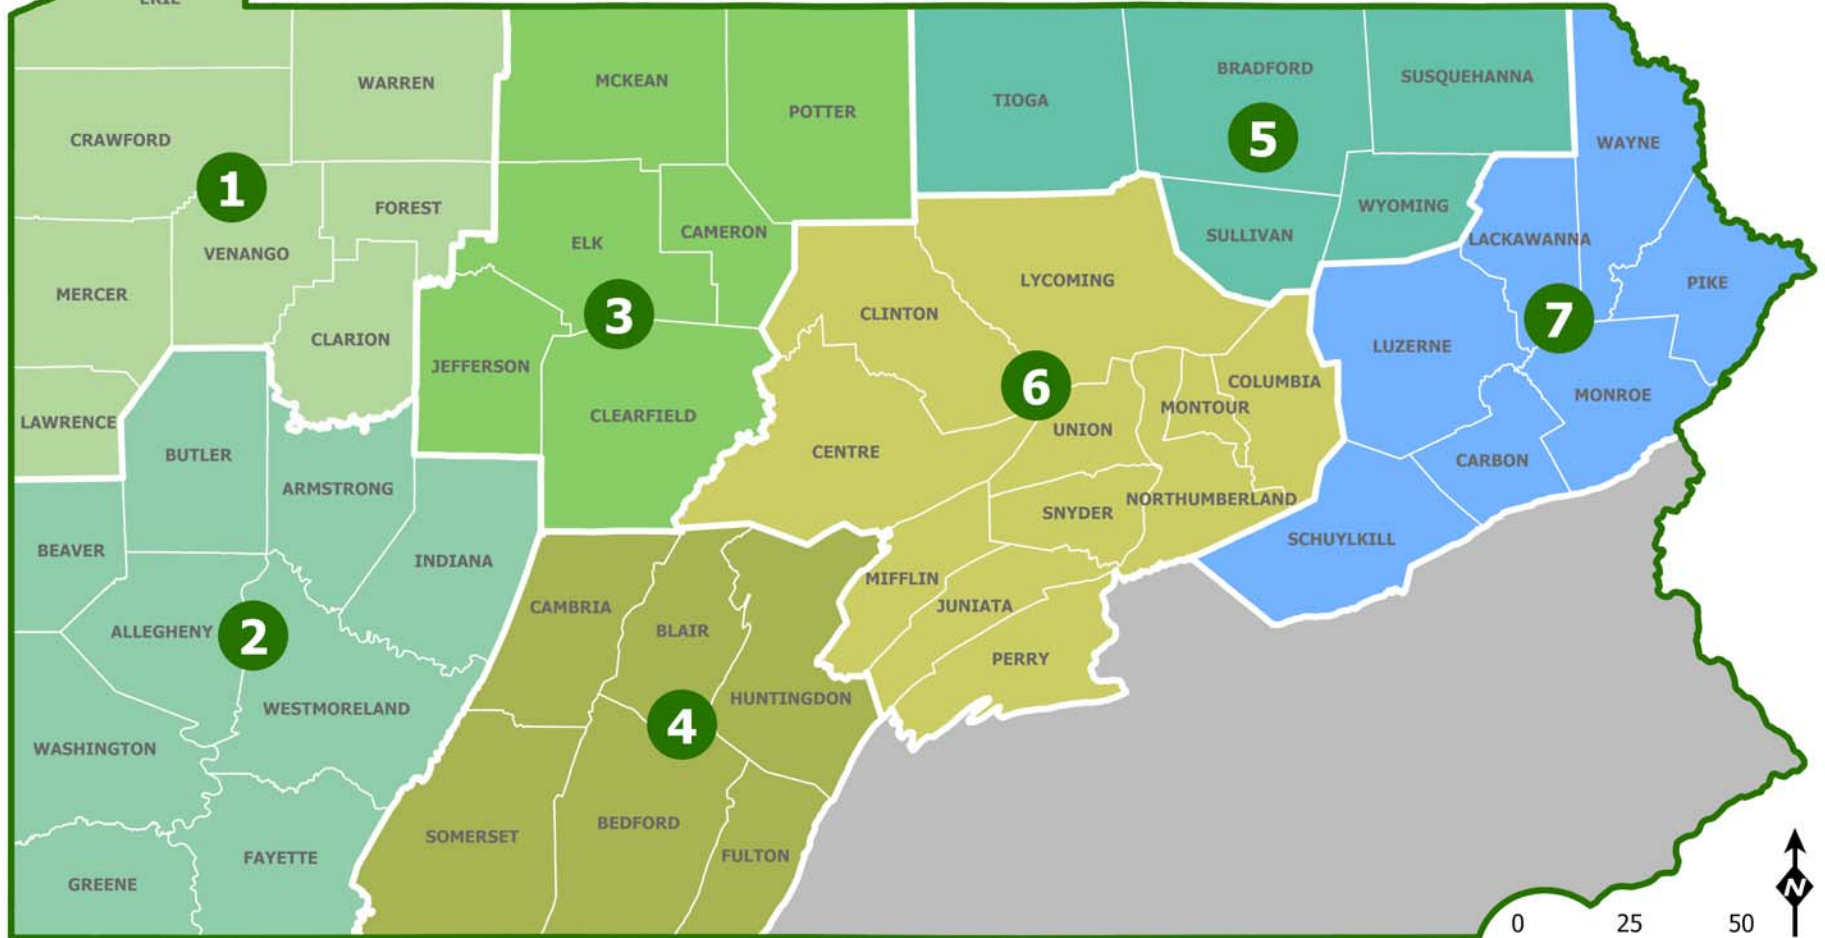 ERIE
WARREN
MCKEAN
POTTER
TIOGA
BRADFORD
SUSQUEHANNA
CRAWFORD
WAYNE
1
5
FOREST
VENANGO
ELK
CAMERON
SULLIVAN
WYOMING
LACKAWANNA
MERCER
CLARION
3
CLINTON
LYCOMING
7
PIKE
JEFFERSON
6
LUZERNE
LAWRENCE
CLEARFIELD
CENTRE
UNION
MONTOUR
COLUMBIA
MONROE
BUTLER
ARMSTRONG
SNYDER
NORTHUMBERLAND
CARBON
BEAVER
INDIANA
SCHUYLKILL
ALLEGHENY
2
CAMBRIA
BLAIR
MIFFLIN
JUNIATA
PERRY
WASHINGTON
WESTMORELAND
4
HUNTINGDON
GREENE
FAYETTE
SOMERSET
BEDFORD
FULTON
N
0 25 50